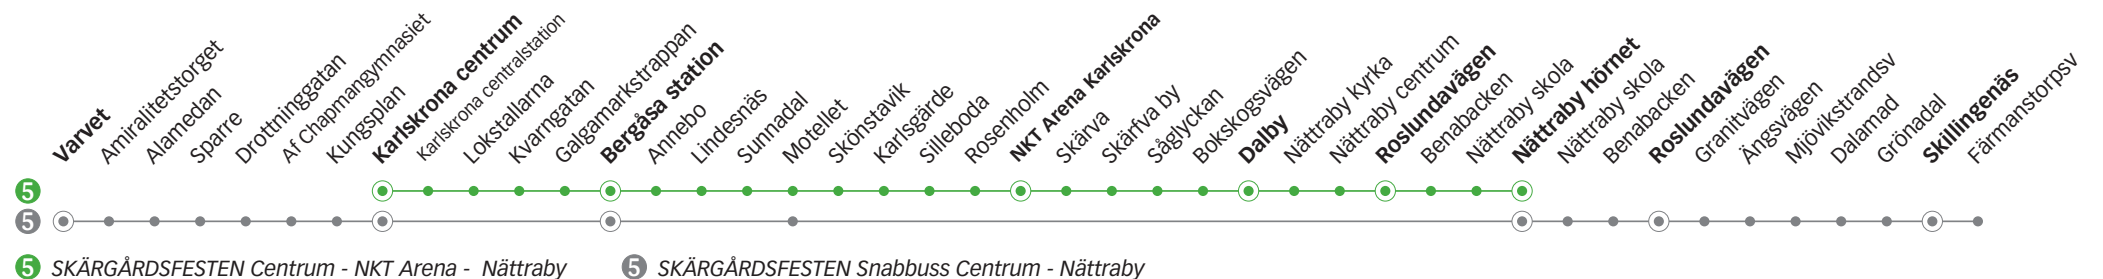 Varvet
Amiralitetstorget
Alamedan
Sparre
Drottninggatan
Af Chapmangymnasiet
Kungsplan
Karlskrona centrum
Karlskrona centralstation
Lokstallarna
Kvarngatan
Galgamarkstrappan
Bergåsa station
Annebo
Lindesnäs
Sunnadal
Motellet
Skönstavik
Karlsgärde
Silleboda
Rosenholm
NKT Arena Karlskrona
Skärva
Skärfva by
Såglyckan
Bokskogsvägen
Dalby
Nättraby kyrka
Nättraby centrum
Roslundavägen
Benabacken
Nättraby skola
Nättraby hörnet
Nättraby skola
Benabacken
Roslundavägen
Granitvägen
Ängsvägen
Mjövikstrandsv
Dalamad
Grönadal
Skillingenäs
Färmanstorpsv
5
5
5 SKÄRGÅRDSFESTEN Centrum - NKT Arena - Nättraby
5 SKÄRGÅRDSFESTEN Snabbuss Centrum - Nättraby